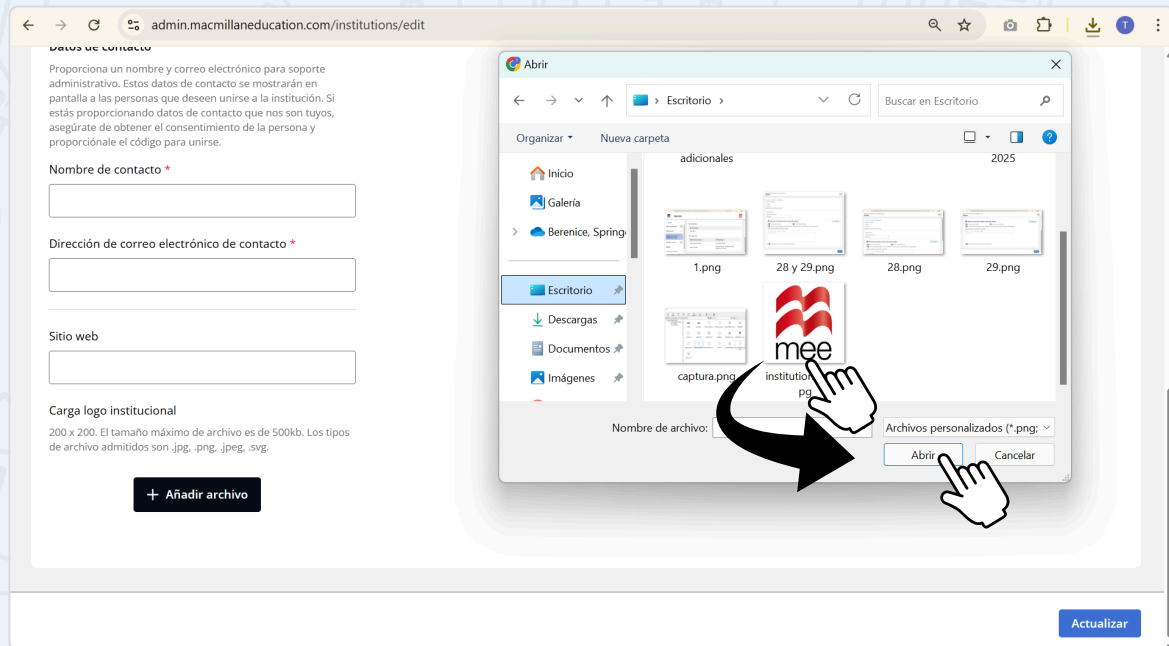 admin.macmillaneducation.com/institutions/edit
T
Datos de contacto
Proporciona un nombre y correo electrónico para soporte
administrativo. Estos datos de contacto se mostrarán en
pantalla a las personas que deseen unirse a la institución. Si
estás proporcionando datos de contacto que nos son tuyos,
asegúrate de obtener el consentimiento de la persona y
proporciónale el código para unirse.
Nombre de contacto *
Dirección de correo electrónico de contacto *
Sitio web
Carga logo institucional
200 x 200. El tamaño máximo de archivo es de 500kb. Los tipos
de archivo admitidos son .jpg, .png, .jpeg, .svg.
+ Añadir archivo
Abrir
Escritorio
Buscar en Escritorio
Organizar
Nueva carpeta
?
Inicio
Galería
Berenice, Spring
Escritorio
Descargas
Documentos
Imágenes
adicionales
2025
1.png
28 y 29.png
28.png
29.png
mee
captura.png
institution
pg
Nombre de archivo:
Archivos personalizados (*.png;
Abrir
Cancelar
Actualizar